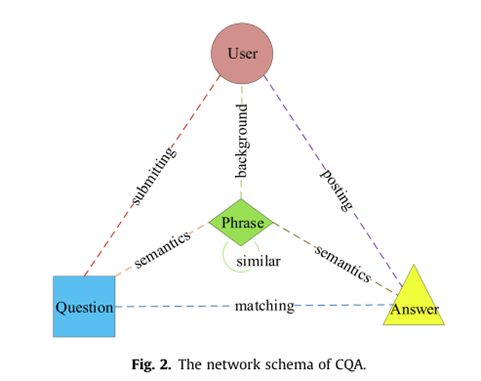 User
background
submitting
posting
Phrase
semantics
semantics
similar
Question
matching
Answer
Fig. 2. The network schema of CQA.